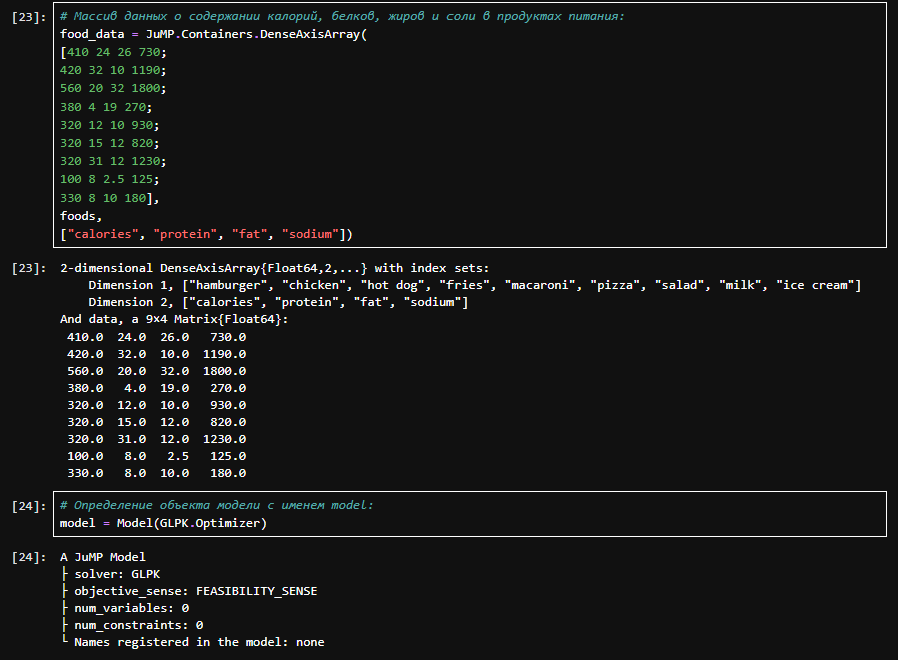 [23]: # Массив данных о содержании калорий, белков, жиров и соли в продуктах питания:
food_data = JuMP.Containers.DenseAxisArray(
[410 24 26 730;
420 32 10 1190;
560 20 32 1800;
380 4 19 270;
320 12 10 930;
320 15 12 820;
320 31 12 1230;
100 8 2.5 125;
330 8 10 180],
foods,
["calories", "protein", "fat", "sodium"])
[23]: 2-dimensional DenseAxisArray{Float64,2,...} with index sets:
Dimension 1, ["hamburger", "chicken", "hot dog", "fries", "macaroni", "pizza", "salad", "milk", "ice cream"]
Dimension 2, ["calories", "protein", "fat", "sodium"]
And data, a 9×4 Matrix{Float64}:
410.0 24.0 26.0 730.0
420.0 32.0 10.0 1190.0
560.0 20.0 32.0 1800.0
380.0 4.0 19.0 270.0
320.0 12.0 10.0 930.0
320.0 15.0 12.0 820.0
320.0 31.0 12.0 1230.0
100.0 8.0 2.5 125.0
330.0 8.0 10.0 180.0
[24]: # Определение объекта модели с именем model:
model = Model(GLPK.Optimizer)
[24]: A JuMP Model
├ solver: GLPK
├ objective_sense: FEASIBILITY_SENSE
├ num_variables: 0
├ num_constraints: 0
└ Names registered in the model: none